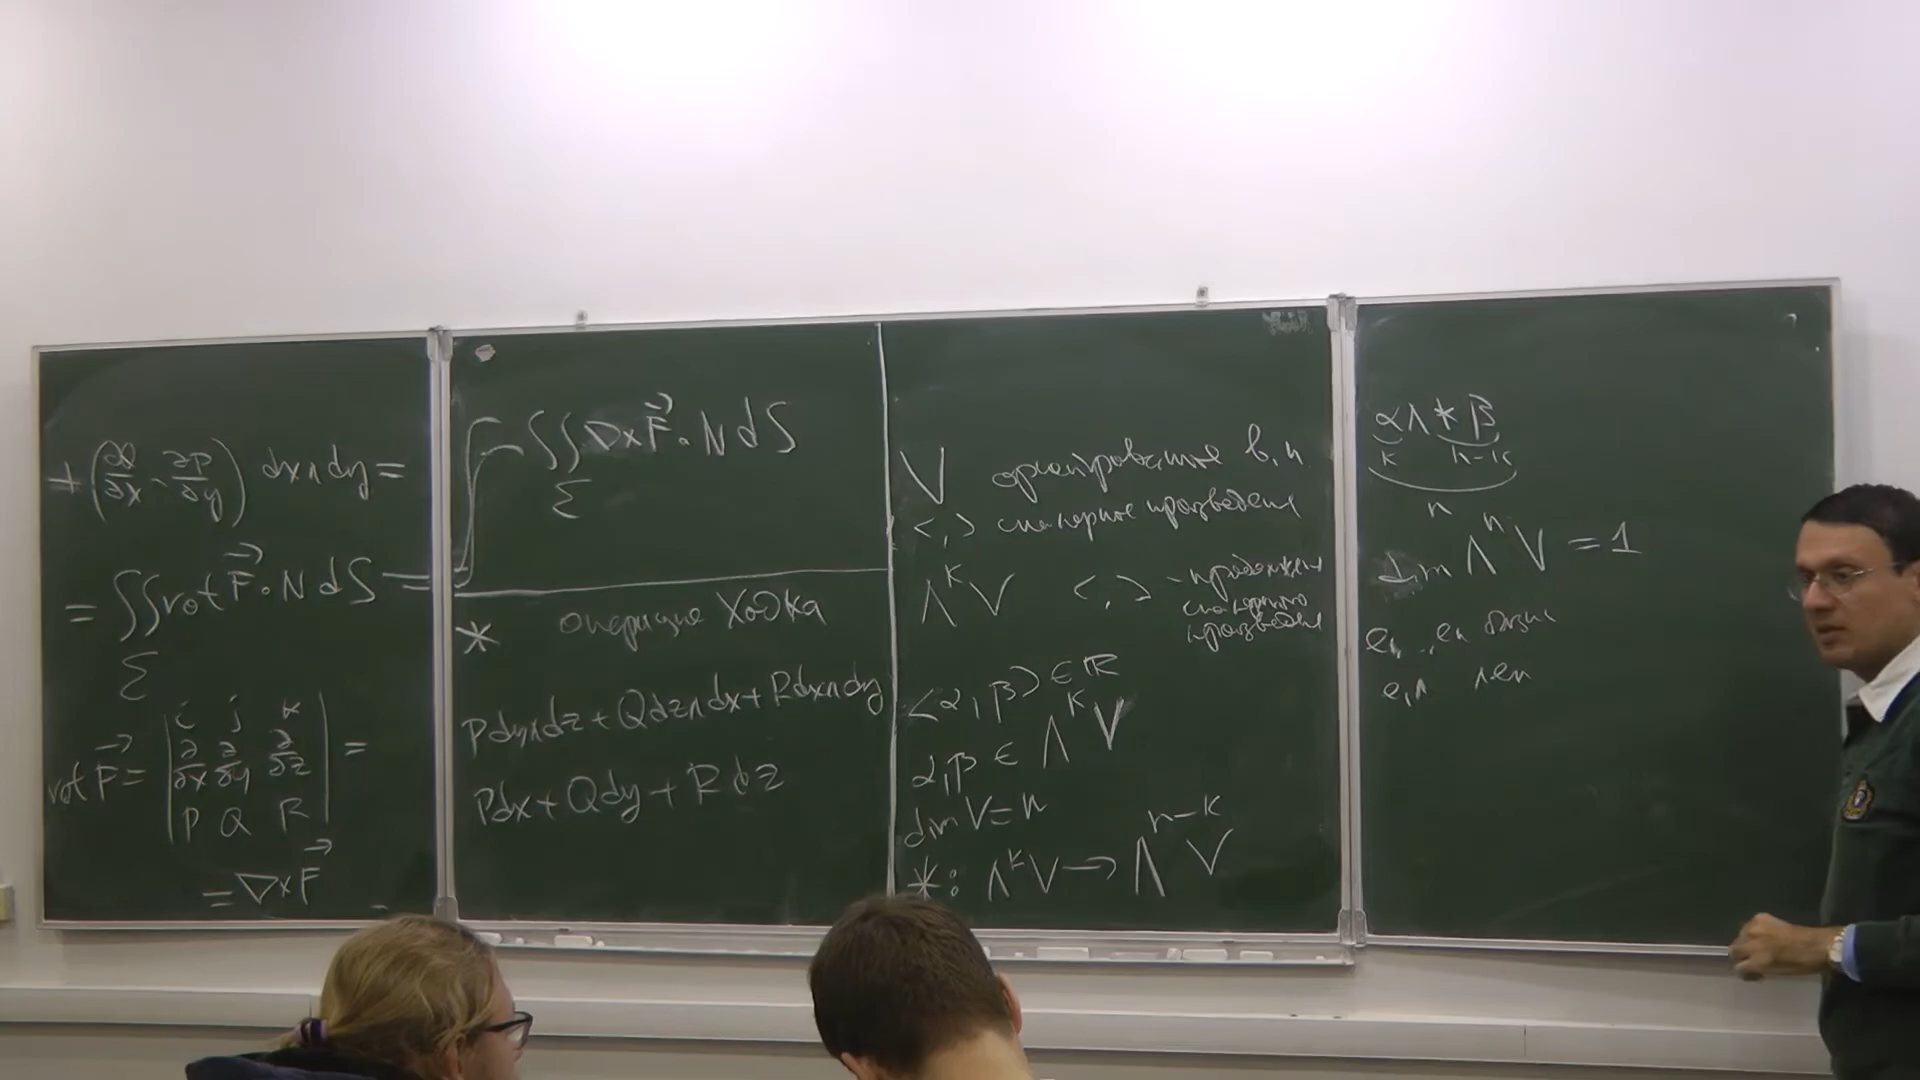 + (∂Q/∂x - ∂P/∂y) dx∧dy =
= ∬rot F⃗ · N dS =
Σ
rot F⃗ = | i j k
∂/∂x ∂/∂y ∂/∂z
P Q R | =
= ∇×F⃗
∬∇×F⃗ · N dS
Σ
* операция Ходжа
Pdy∧dz + Qdz∧dx + Rdx∧dy
Pdx + Qdy + Rdz
V ориентированное в.п
<,> скалярное произведение
Λ^k V <,> - продолжение
скалярного
произведения
<α,β> ∈ ℝ
α,β ∈ Λ^k V
dim V = n
*: Λ^k V → Λ^{n-k} V
α∧*β
k n-k
n
dim Λ^n V = 1
e₁,..,en базис
e₁∧ ∧en